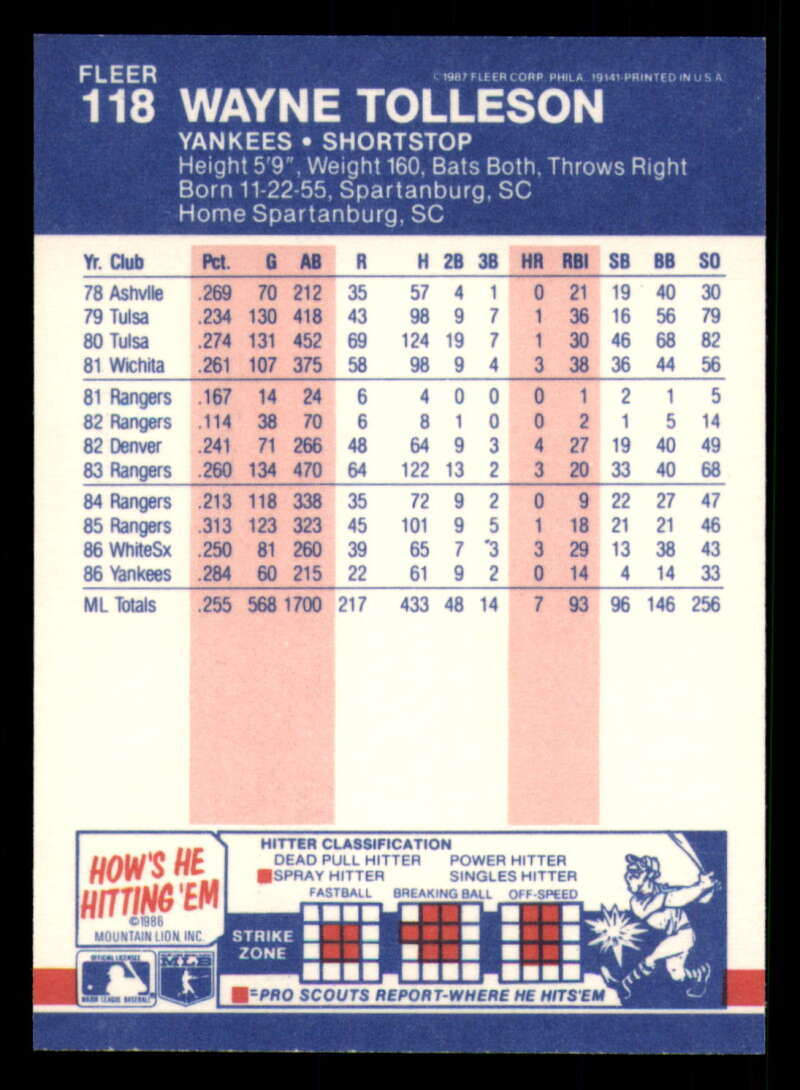 FLEER
© 1987 FLEER CORP. PHILA. 19141-PRINTED IN U S A
118 WAYNE TOLLESON
YANKEES • SHORTSTOP
Height 5'9", Weight 160, Bats Both, Throws Right
Born 11-22-55, Spartanburg, SC
Home Spartanburg, SC
Yr. Club Pct. G AB R H 2B 3B HR RBI SB BB SO
78 Ashvlle .269 70 212 35 57 4 1 0 21 19 40 30
79 Tulsa .234 130 418 43 98 9 7 1 36 16 56 79
80 Tulsa .274 131 452 69 124 19 7 1 30 46 68 82
81 Wichita .261 107 375 58 98 9 4 3 38 36 44 56
81 Rangers .167 14 24 6 4 0 0 0 1 2 1 5
82 Rangers .114 38 70 6 8 1 0 0 2 1 5 14
82 Denver .241 71 266 48 64 9 3 4 27 19 40 49
83 Rangers .260 134 470 64 122 13 2 3 20 33 40 68
84 Rangers .213 118 338 35 72 9 2 0 9 22 27 47
85 Rangers .313 123 323 45 101 9 5 1 18 21 21 46
86 WhiteSx .250 81 260 39 65 7 3 3 29 13 38 43
86 Yankees .284 60 215 22 61 9 2 0 14 4 14 33
ML Totals .255 568 1700 217 433 48 14 7 93 96 146 256
HOW'S HE
HITTING 'EM
©1986
MOUNTAIN LION, INC.
OFFICIAL LICENSEE
MAJOR LEAGUE BASEBALL
MLB
HITTER CLASSIFICATION
DEAD PULL HITTER POWER HITTER
SPRAY HITTER SINGLES HITTER
FASTBALL BREAKING BALL OFF-SPEED
STRIKE
ZONE
=PRO SCOUTS REPORT-WHERE HE HITS'EM